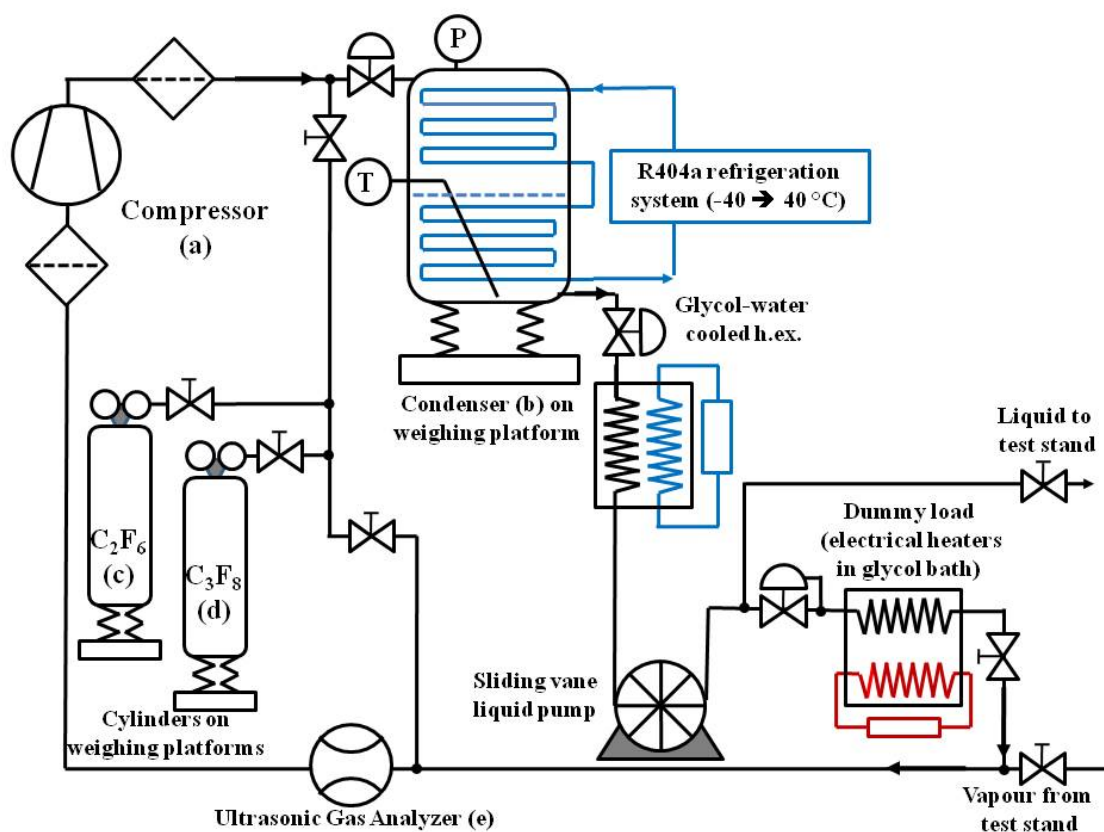 P
T
R404a refrigeration
system (-40 ➔ 40 °C)
Compressor
(a)
Glycol-water
cooled h.ex.
Condenser (b) on
weighing platform
Liquid to
test stand
C₂F₆
(c)
C₃F₈
(d)
Dummy load
(electrical heaters
in glycol bath)
Sliding vane
liquid pump
Cylinders on
weighing platforms
Ultrasonic Gas Analyzer (e)
Vapour from
test stand